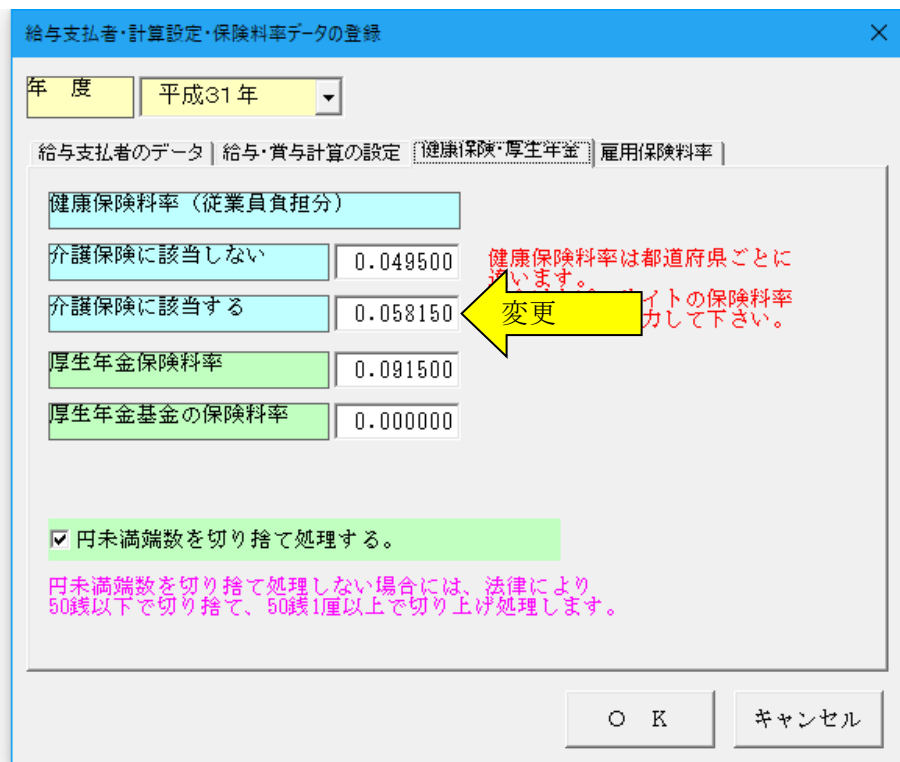 給与支払者・計算設定・保険料率データの登録
年 度
平成31年
給与支払者のデータ
給与・賞与計算の設定
健康保険・厚生年金
雇用保険料率
健康保険料率（従業員負担分）
介護保険に該当しない
0.049500
健康保険料率は都道府県ごとに
違います。
介護保険に該当する
0.058150
変更
イトの保険料率
力して下さい。
厚生年金保険料率
0.091500
厚生年金基金の保険料率
0.000000
円未満端数を切り捨て処理する。
円未満端数を切り捨て処理しない場合には、法律により
50銭以下で切り捨て、50銭1厘以上で切り上げ処理します。
O K
キャンセル